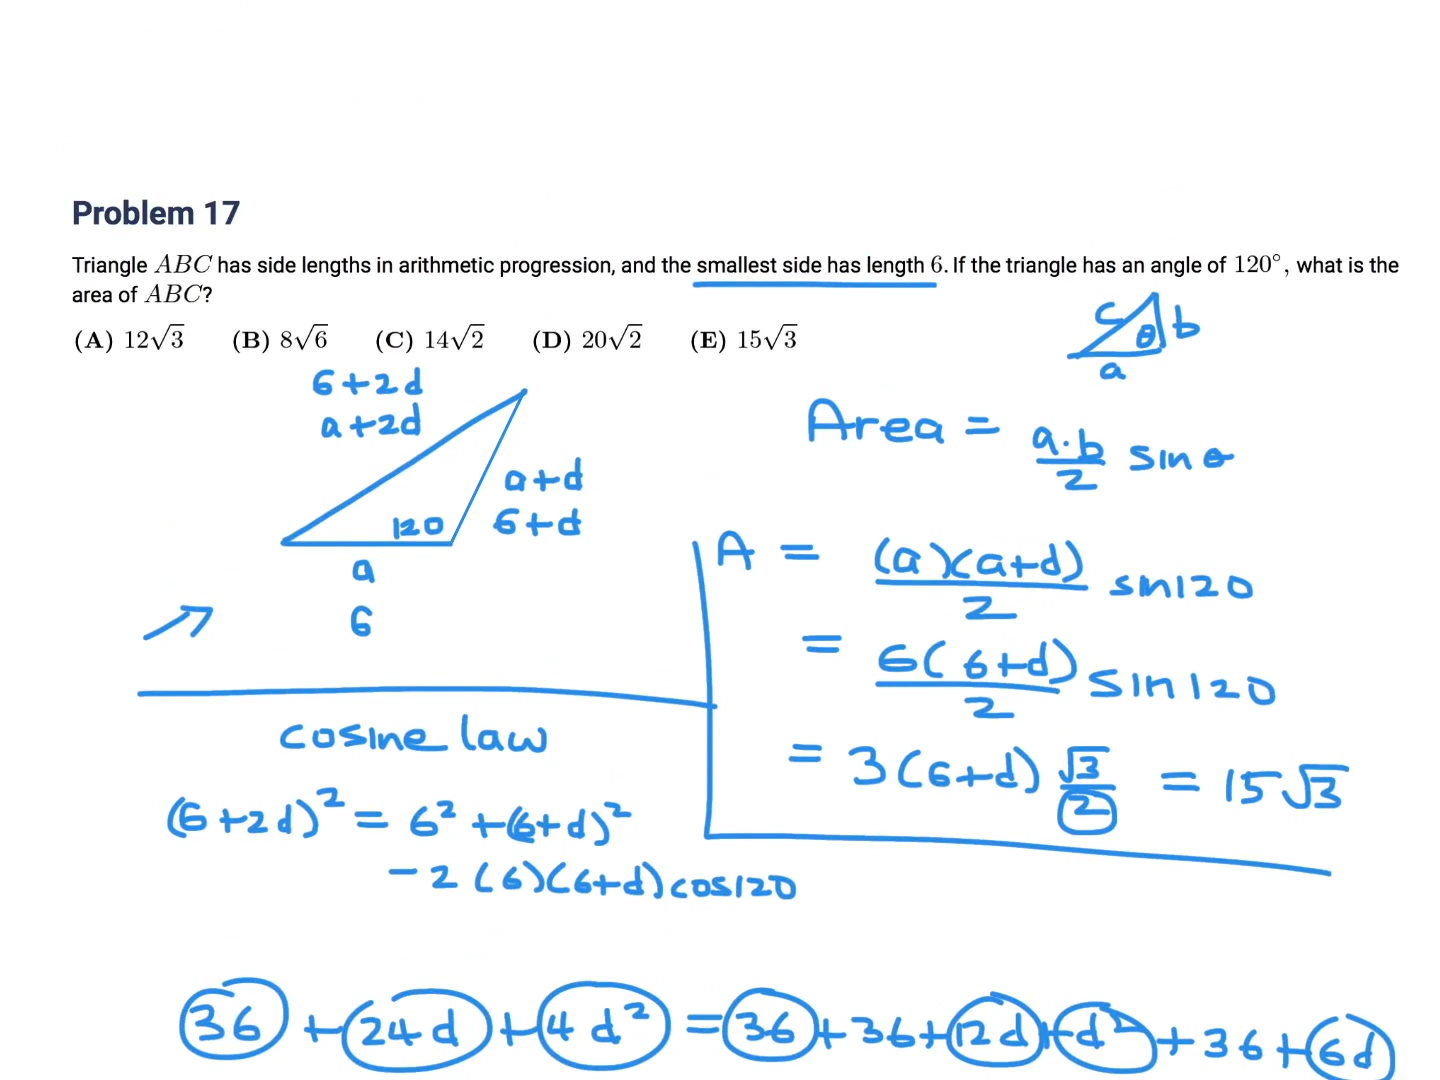 Problem 17
Triangle ABC has side lengths in arithmetic progression, and the smallest side has length 6. If the triangle has an angle of 120°, what is the
area of ABC?
(A) 12√3 (B) 8√6 (C) 14√2 (D) 20√2 (E) 15√3
c
b
θ
a
6+2d
a+2d
a+d
6+d
120
a
6
Area = a·b/2 sinθ
A = (a)(a+d)/2 sin120
= 6(6+d)/2 sin120
= 3(6+d) √3/2 = 15√3
cosine law
(6+2d)² = 6² +(6+d)²
-2(6)(6+d)cos120
36 + 24d + 4d² = 36 + 36 + 12d + d² + 36 + 6d